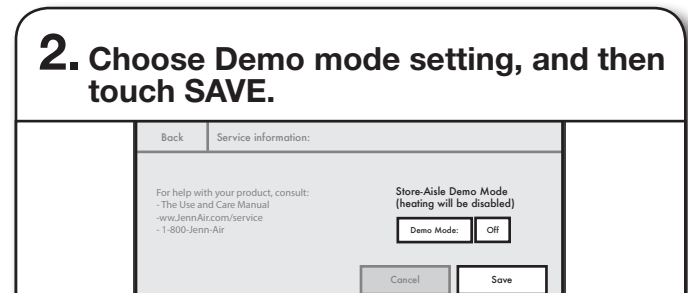 2. Choose Demo mode setting, and then
touch SAVE.
Back Service information:
For help with your product, consult:
- The Use and Care Manual
-ww.JennAir.com/service
- 1-800-Jenn-Air
Store-Aisle Demo Mode
(heating will be disabled)
Demo Mode: Off
Cancel Save